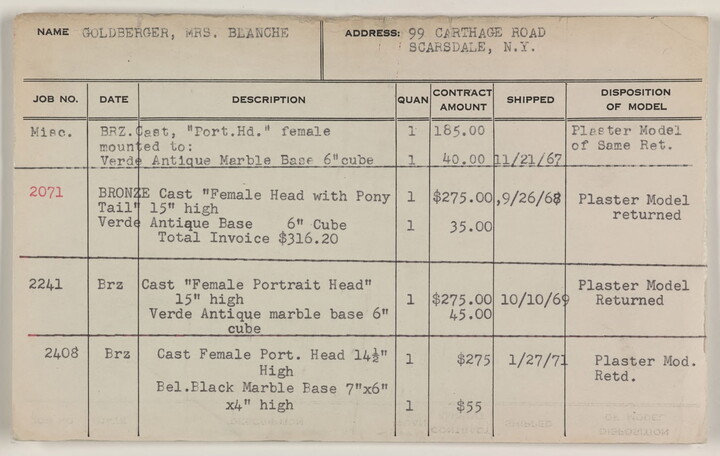 NAME GOLDBERGER, MRS. BLANCHE ADDRESS: 99 CARTHAGE ROAD
SCARSDALE, N.Y.
JOB NO. DATE DESCRIPTION QUAN CONTRACT AMOUNT SHIPPED DISPOSITION OF MODEL
Misc. BRZ.Cast, "Port.Hd." female 1 185.00 Plaster Model
mounted to: of Same Ret.
Verde Antique Marble Base 6"cube 1 40.00 11/21/67
2071 BRONZE Cast "Female Head with Pony 1 $275.00 ,9/26/68 Plaster Model
Tail" 15" high returned
Verde Antique Base 6" Cube 1 35.00
Total Invoice $316.20
2241 Brz Cast "Female Portrait Head" Plaster Model
15" high 1 $275.00 10/10/69 Returned
Verde Antique marble base 6" 45.00
cube
2408 Brz Cast Female Port. Head 14½" 1 $275 1/27/71 Plaster Mod.
High Retd.
Bel.Black Marble Base 7"x6"
x4" high 1 $55